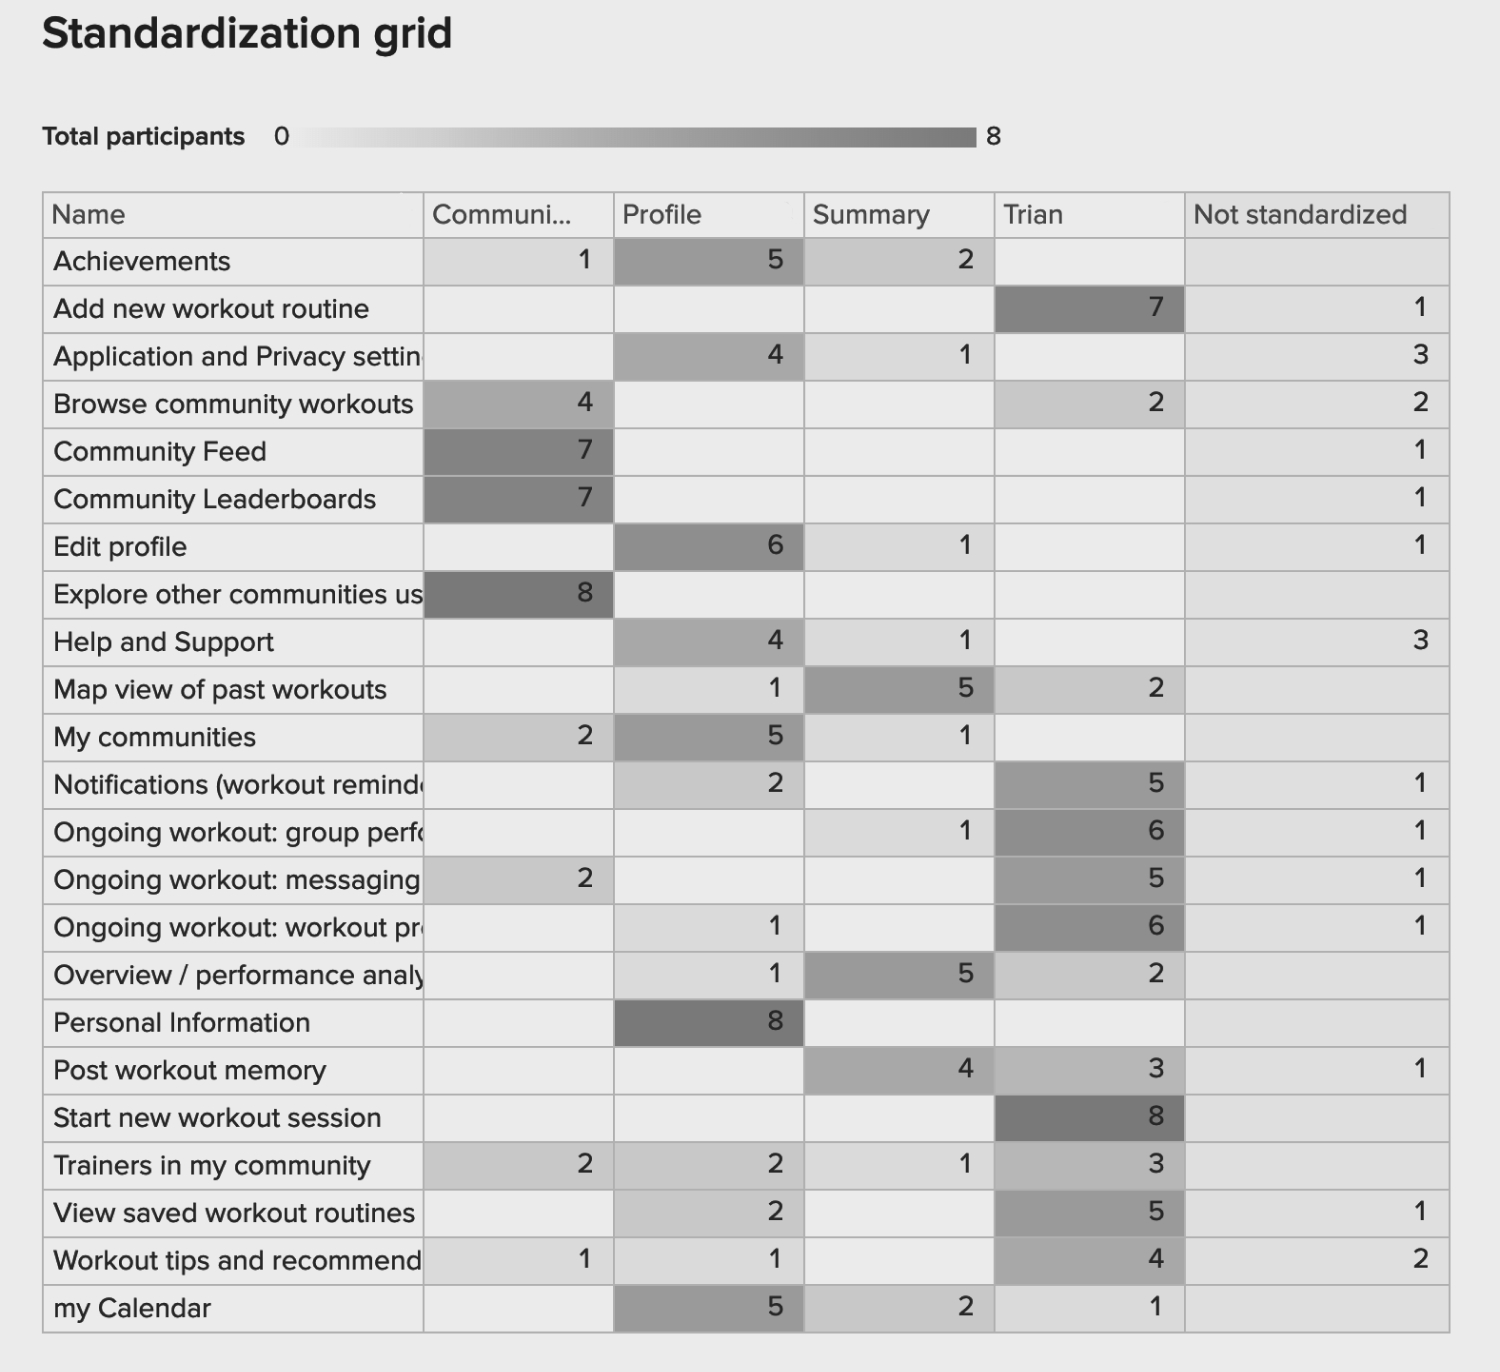 Standardization grid
Total participants 0 8
Name Communi... Profile Summary Trian Not standardized
Achievements 1 5 2
Add new workout routine 7 1
Application and Privacy settin 4 1 3
Browse community workouts 4 2 2
Community Feed 7 1
Community Leaderboards 7 1
Edit profile 6 1 1
Explore other communities us 8
Help and Support 4 1 3
Map view of past workouts 1 5 2
My communities 2 5 1
Notifications (workout remind 2 5 1
Ongoing workout: group perf 1 6 1
Ongoing workout: messaging 2 5 1
Ongoing workout: workout pr 1 6 1
Overview / performance analy 1 5 2
Personal Information 8
Post workout memory 4 3 1
Start new workout session 8
Trainers in my community 2 2 1 3
View saved workout routines 2 5 1
Workout tips and recommend 1 1 4 2
my Calendar 5 2 1